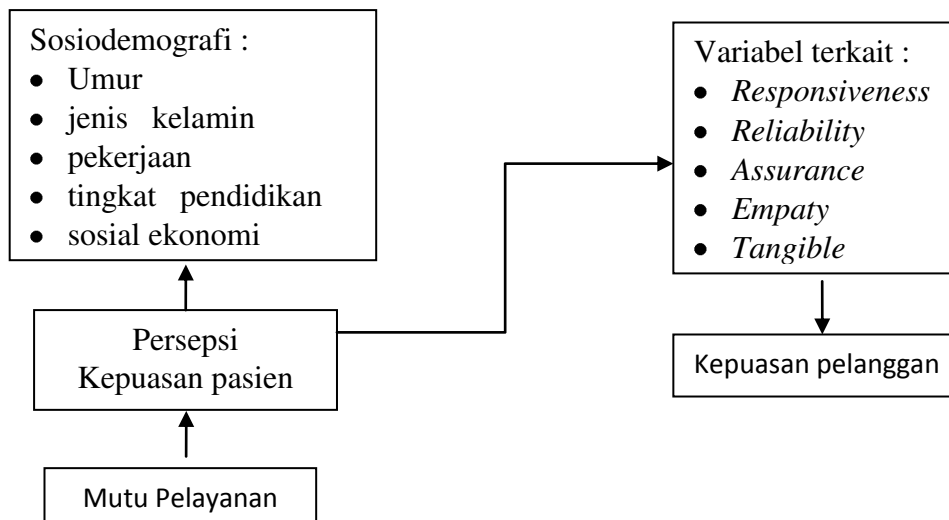 Sosiodemografi :
• Umur
• jenis kelamin
• pekerjaan
• tingkat pendidikan
• sosial ekonomi
Persepsi
Kepuasan pasien
Mutu Pelayanan
Variabel terkait :
• Responsiveness
• Reliability
• Assurance
• Empaty
• Tangible
Kepuasan pelanggan